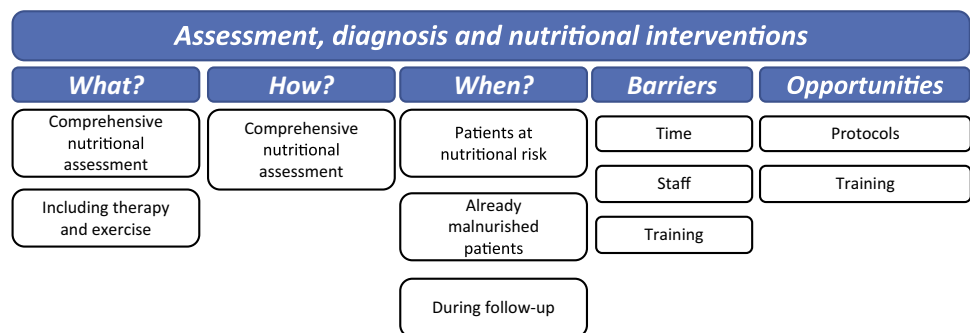 Assessment, diagnosis and nutritional interventions
What?
How?
When?
Barriers
Opportunities
Comprehensive
nutritional
assessment
Including therapy
and exercise
Comprehensive
nutritional
assessment
Patients at
nutritional risk
Already
malnurished
patients
During follow-up
Time
Staff
Training
Protocols
Training